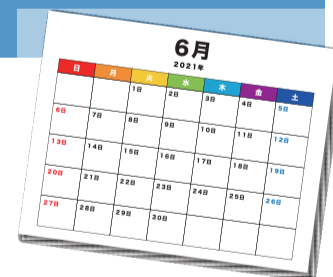 6月
2021年
日 月 火 水 木 金 土
1日 2日 3日 4日 5日
6日 7日 8日 9日 10日 11日 12日
13日 14日 15日 16日 17日 18日 19日
20日 21日 22日 23日 24日 25日 26日
27日 28日 29日 30日